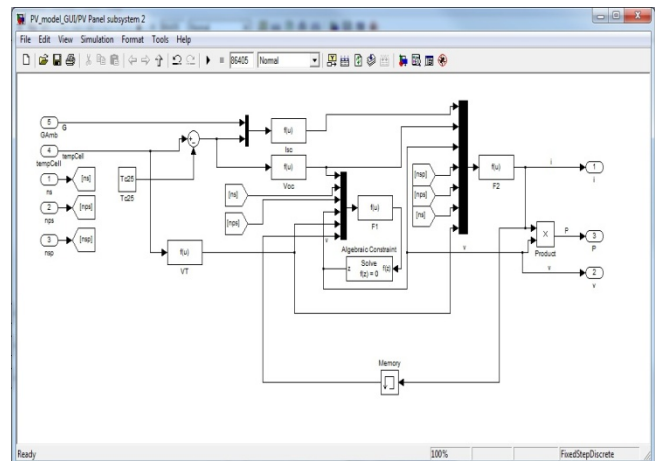 PV_model_GUI/PV Panel subsystem 2
File Edit View Simulation Format Tools Help
86405 Normal
5
GAmb
G
4
tempCell
tempCell
1
ns
[ns]
2
nps
[nps]
3
nsp
[nsp]
Tc25
Tc25
f(u)
Isc
f(u)
Voc
[ns]
[nps]
v
f(u)
F1
Algebraic Constraint
z
Solve
f(z) = 0
f(z)
f(u)
VT
[nsp]
[nps]
[ns]
f(u)
F2
i
1
i
X
Product
P
3
P
v
v
2
v
Memory
Ready
100%
FixedStepDiscrete